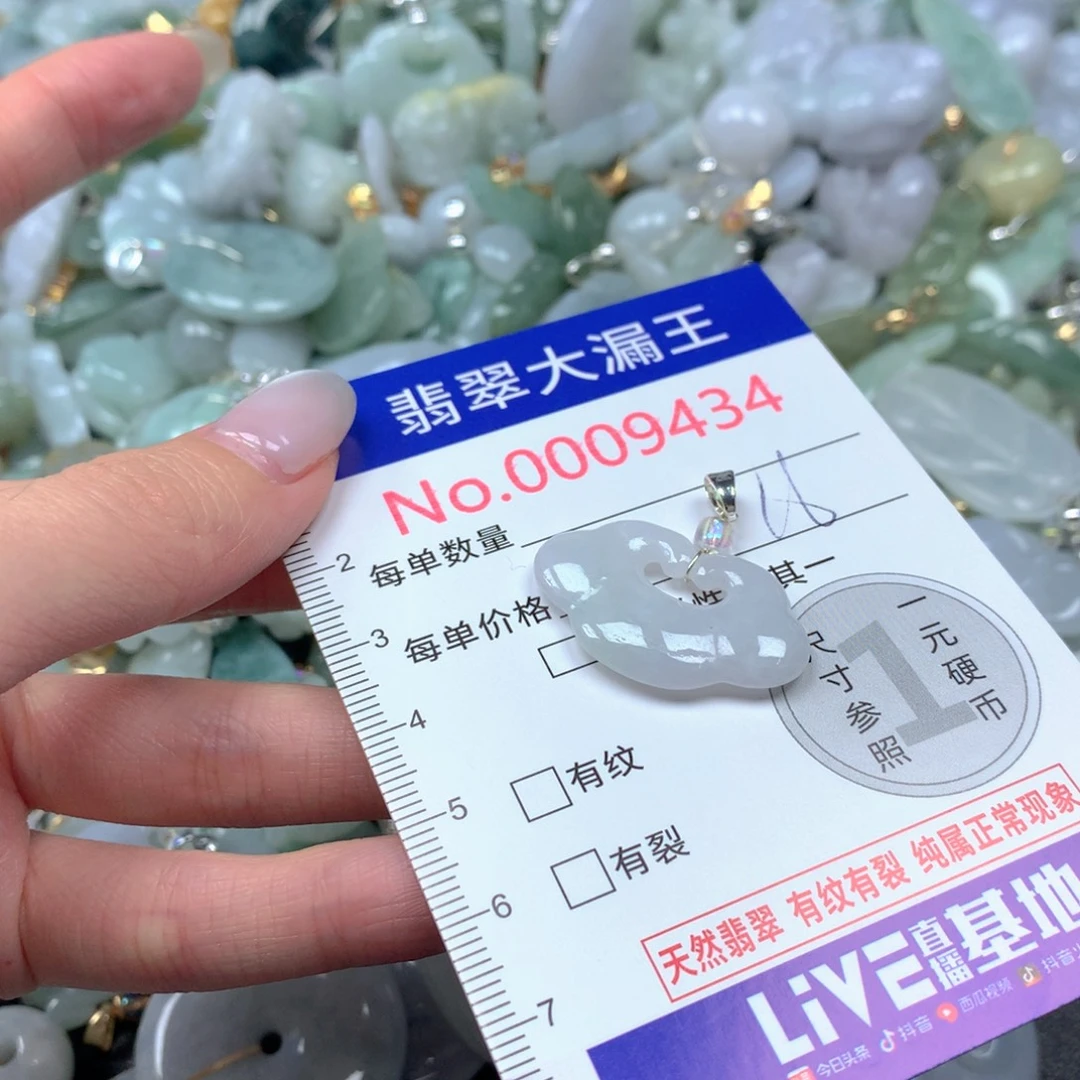 翡翠大漏王
No.0009434
每单数量
每单价格
性
其一
2
3
4
5
6
7
有纹
有裂
1
一元硬币
尺寸参照
天然翡翠 有纹有裂 纯属正常现象
LiVE直播基地
今日头条 抖音 西瓜视频